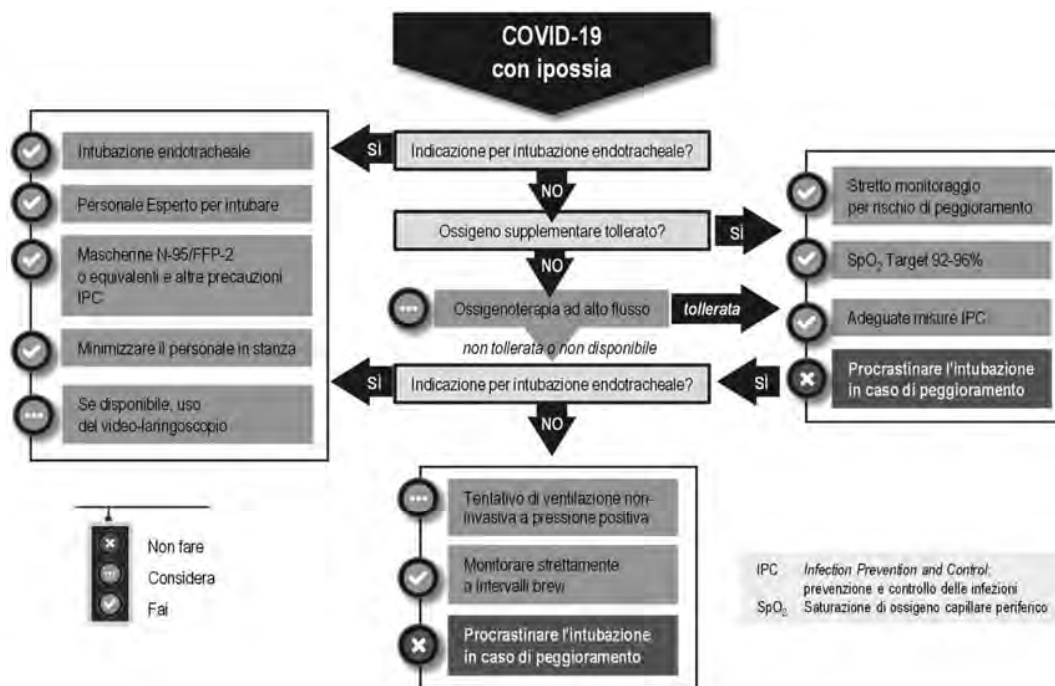 COVID-19
con ipossia
Indicazione per intubazione endotracheale?
SÌ
NO
Intubazione endotracheale
Personale Esperto per intubare
Mascherine N-95/FFP-2
o equivalenti e altre precauzioni
IPC
Minimizzare il personale in stanza
Se disponibile, uso
del video-laringoscopio
Ossigeno supplementare tollerato?
SÌ
NO
Stretto monitoraggio
per rischio di peggioramento
SpO₂ Target 92-96%
Adeguate misure IPC
Procrastinare l'intubazione
in caso di peggioramento
Ossigenoterapia ad alto flusso
tollerata
non tollerata o non disponibile
SÌ
Indicazione per intubazione endotracheale?
SÌ
NO
Tentativo di ventilazione non-
invasiva a pressione positiva
Monitorare strettamente
a Intervalli brevi
Procrastinare l'intubazione
in caso di peggioramento
Non fare
Considera
Fai
IPC Infection Prevention and Control:
prevenzione e controllo delle infezioni
SpO₂ Saturazione di ossigeno capillare periferico